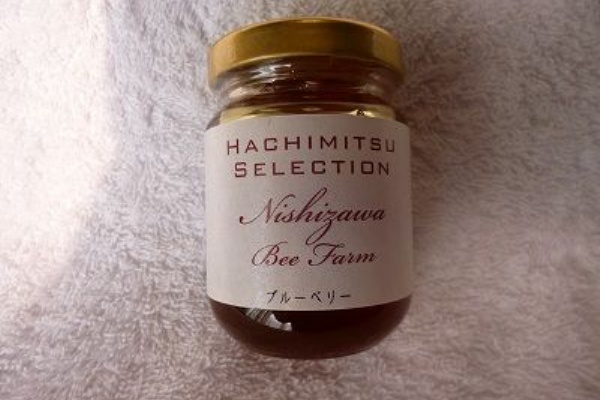 HACHIMITSU
SELECTION
Nishizawa
Bee Farm
ブルーベリー